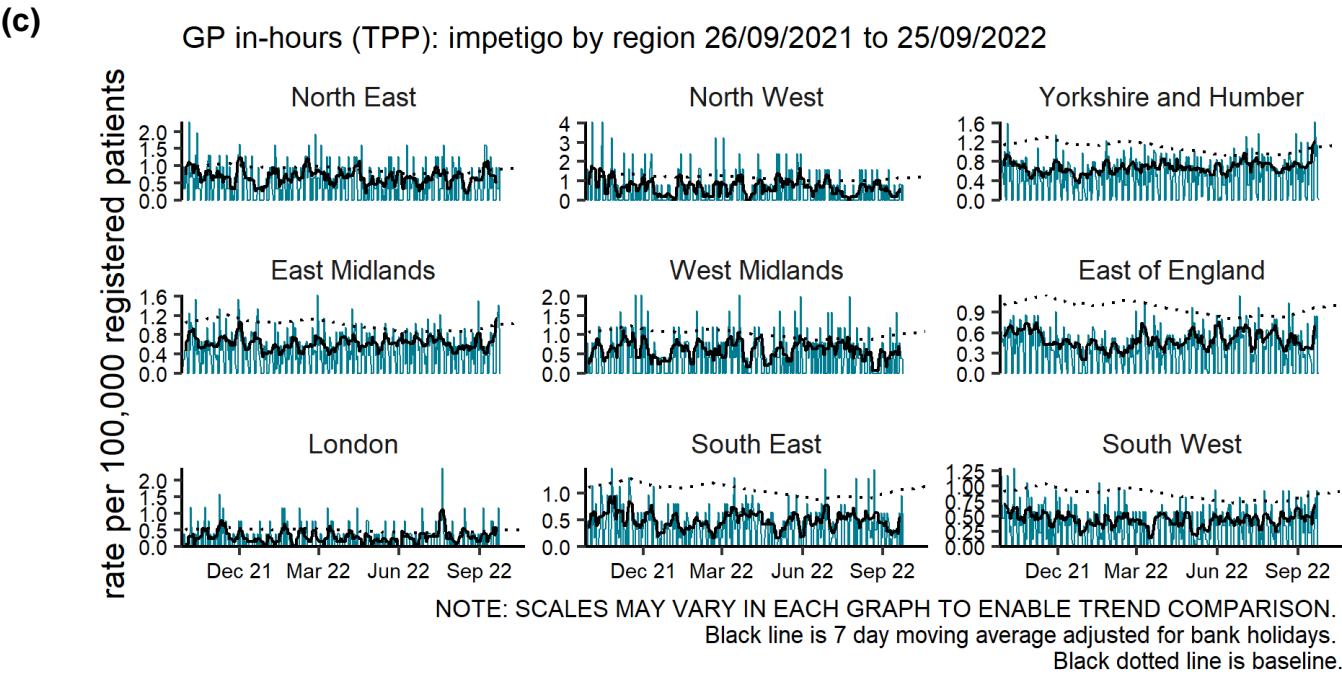 (c)
GP in-hours (TPP): impetigo by region 26/09/2021 to 25/09/2022
rate per 100,000 registered patients
North East
2.0
1.5
1.0
0.5
0.0
North West
4
3
2
1
0
Yorkshire and Humber
1.6
1.2
0.8
0.4
0.0
East Midlands
1.6
1.2
0.8
0.4
0.0
West Midlands
2.0
1.5
1.0
0.5
0.0
East of England
0.9
0.6
0.3
0.0
London
2.0
1.5
1.0
0.5
0.0
Dec 21 Mar 22 Jun 22 Sep 22
South East
1.0
0.5
0.0
Dec 21 Mar 22 Jun 22 Sep 22
South West
1.25
1.00
0.75
0.50
0.25
0.00
Dec 21 Mar 22 Jun 22 Sep 22
NOTE: SCALES MAY VARY IN EACH GRAPH TO ENABLE TREND COMPARISON.
Black line is 7 day moving average adjusted for bank holidays.
Black dotted line is baseline.